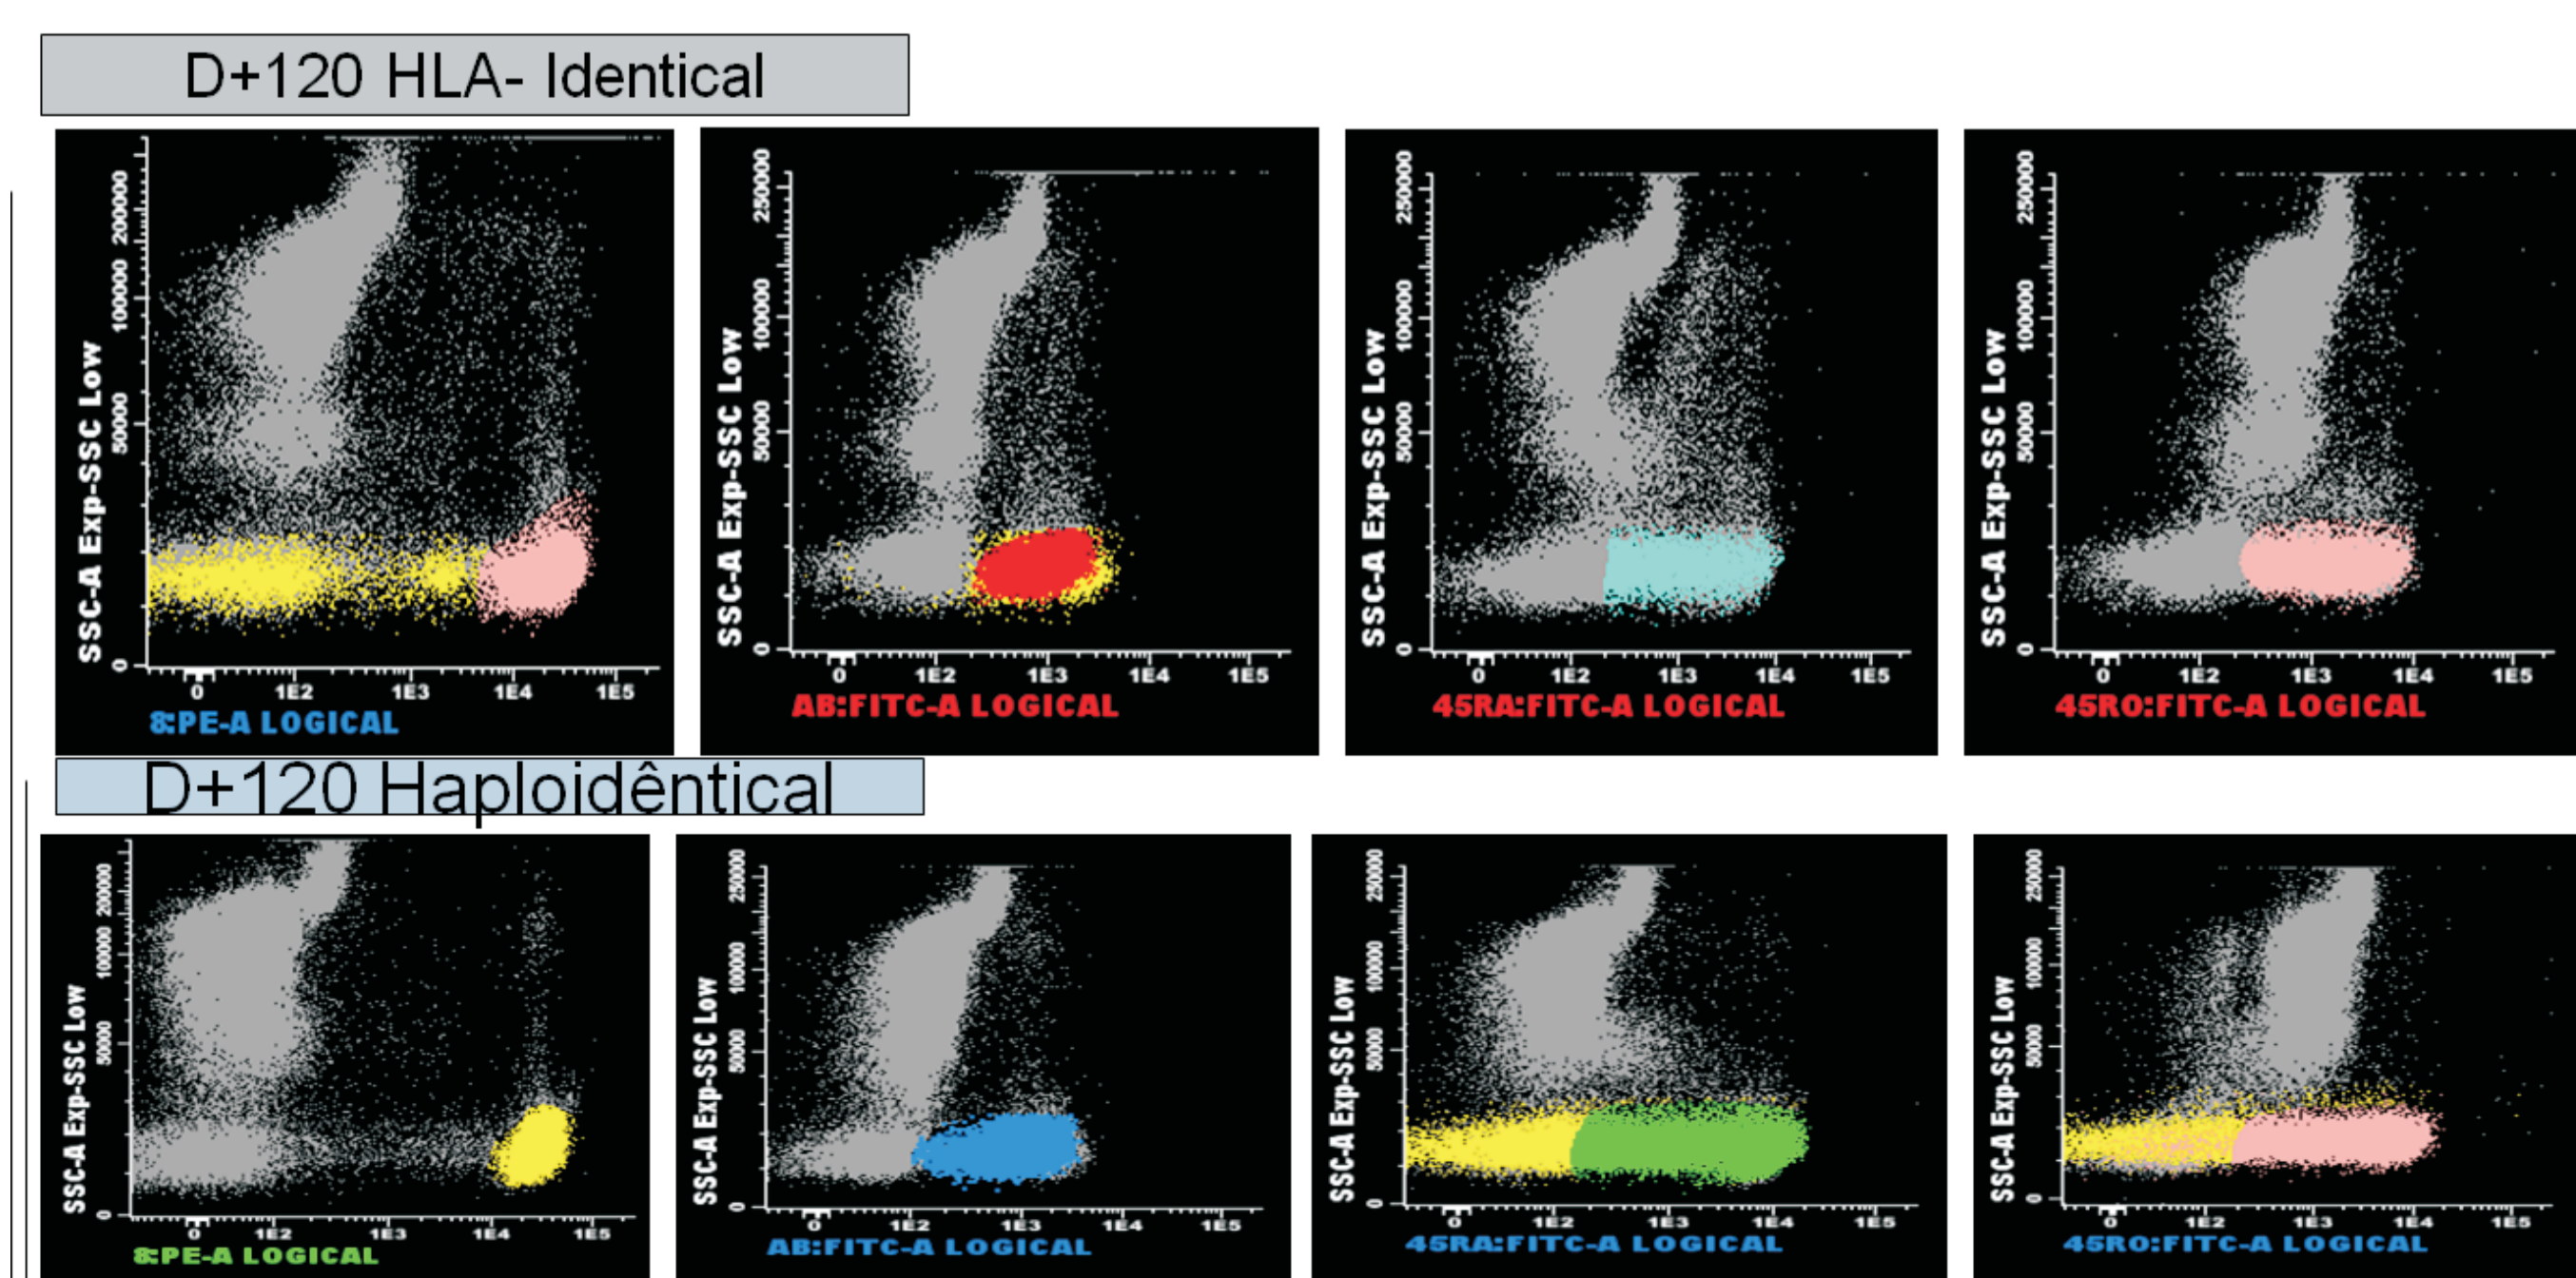 D+120 HLA- Identical
SSC-A Exp-SSC Low
0 50000 100000 2000000
0 1E2 1E3 1E4 1E5
8:PE-A LOGICAL
SSC-A Exp-SSC Low
0 50000 100000 250000
0 1E2 1E3 1E4 1E5
AB:FITC-A LOGICAL
SSC-A Exp-SSC Low
0 50000 100000 250000
0 1E2 1E3 1E4 1E5
45RA:FITC-A LOGICAL
SSC-A Exp-SSC Low
0 50000 100000 250000
0 1E2 1E3 1E4 1E5
45RO:FITC-A LOGICAL
D+120 Haploidêntical
SSC-A Exp-SSC Low
0 50000 100000 200000
0 1E2 1E3 1E4 1E5
8:PE-A LOGICAL
SSC-A Exp-SSC Low
0 50000 100000 250000
0 1E2 1E3 1E4 1E5
AB:FITC-A LOGICAL
SSC-A Exp-SSC Low
0 50000 100000 250000
0 1E2 1E3 1E4 1E5
45RA:FITC-A LOGICAL
SSC-A Exp-SSC Low
0 50000 100000 250000
0 1E2 1E3 1E4 1E5
45RO:FITC-A LOGICAL